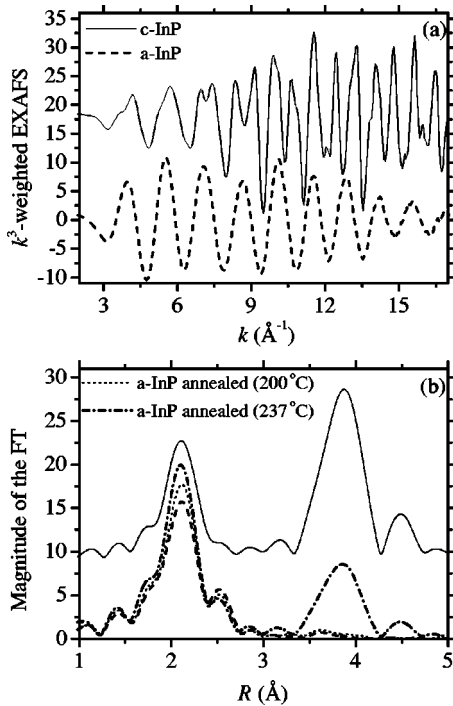 (a)
c-InP
a-InP
k³-weighted EXAFS
35
30
25
20
15
10
5
0
-5
-10
3 6 9 12 15
k (Å⁻¹)
(b)
a-InP annealed (200°C)
a-InP annealed (237°C)
Magnitude of the FT
30
25
20
15
10
5
0
1 2 3 4 5
R (Å)